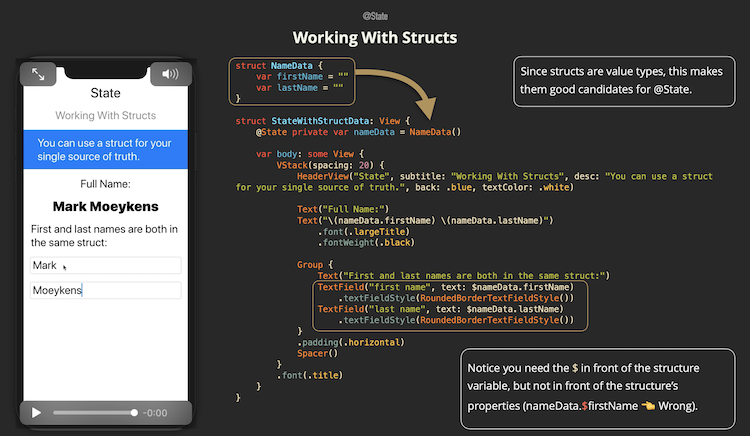 @State
Working With Structs
State
Working With Structs
You can use a struct for your
single source of truth.
Full Name:
Mark Moeykens
First and last names are both in
the same struct:
Mark
Moeykens
-0:00
struct NameData {
    var firstName = ""
    var lastName = ""
}
struct StateWithStructData: View {
    @State private var nameData = NameData()
    var body: some View {
        VStack(spacing: 20) {
            HeaderView("State", subtitle: "Working With Structs", desc: "You can use a struct
for your single source of truth.", back: .blue, textColor: .white)
            Text("Full Name:")
            Text("\(nameData.firstName) \(nameData.lastName)")
                .font(.largeTitle)
                .fontWeight(.black)
            Group {
                Text("First and last names are both in the same struct:")
                TextField("first name", text: $nameData.firstName)
                    .textFieldStyle(RoundedBorderTextFieldStyle())
                TextField("last name", text: $nameData.lastName)
                    .textFieldStyle(RoundedBorderTextFieldStyle())
            }
            .padding(.horizontal)
            Spacer()
        }
        .font(.title)
    }
}
Since structs are value types, this makes
them good candidates for @State.
Notice you need the $ in front of the structure
variable, but not in front of the structure's
properties (nameData.$firstName 👈 Wrong).